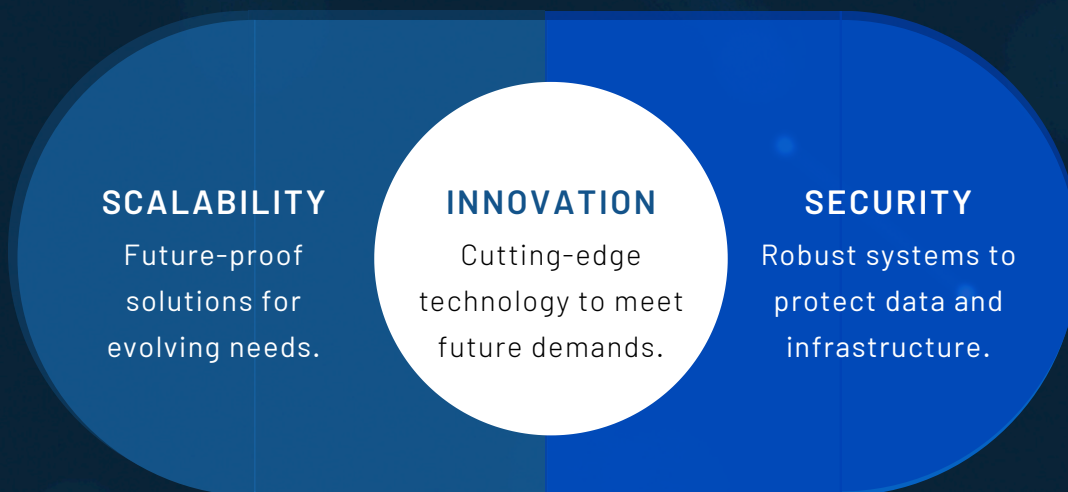 SCALABILITY
Future-proof
solutions for
evolving needs.
INNOVATION
Cutting-edge
technology to meet
future demands.
SECURITY
Robust systems to
protect data and
infrastructure.